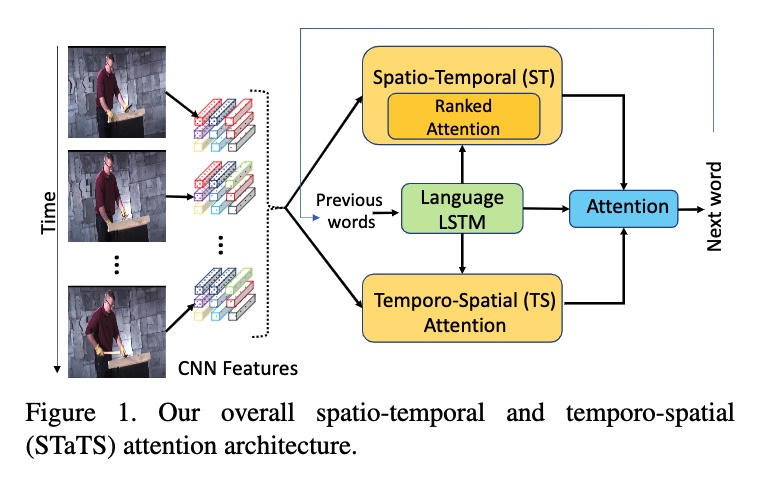 Time
CNN Features
Spatio-Temporal (ST)
Ranked
Attention
Previous
words
Language
LSTM
Temporo-Spatial (TS)
Attention
Attention
Next word
Figure 1. Our overall spatio-temporal and temporo-spatial
(STaTS) attention architecture.